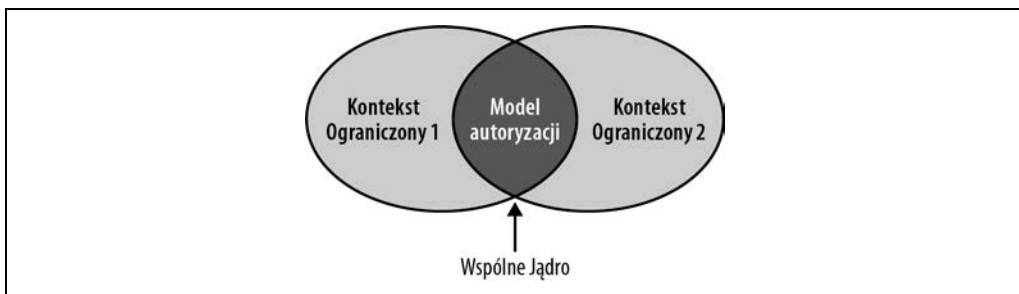 Kontekst
Ograniczony 1
Model
autoryzacji
Kontekst
Ograniczony 2
Wspólne Jądro